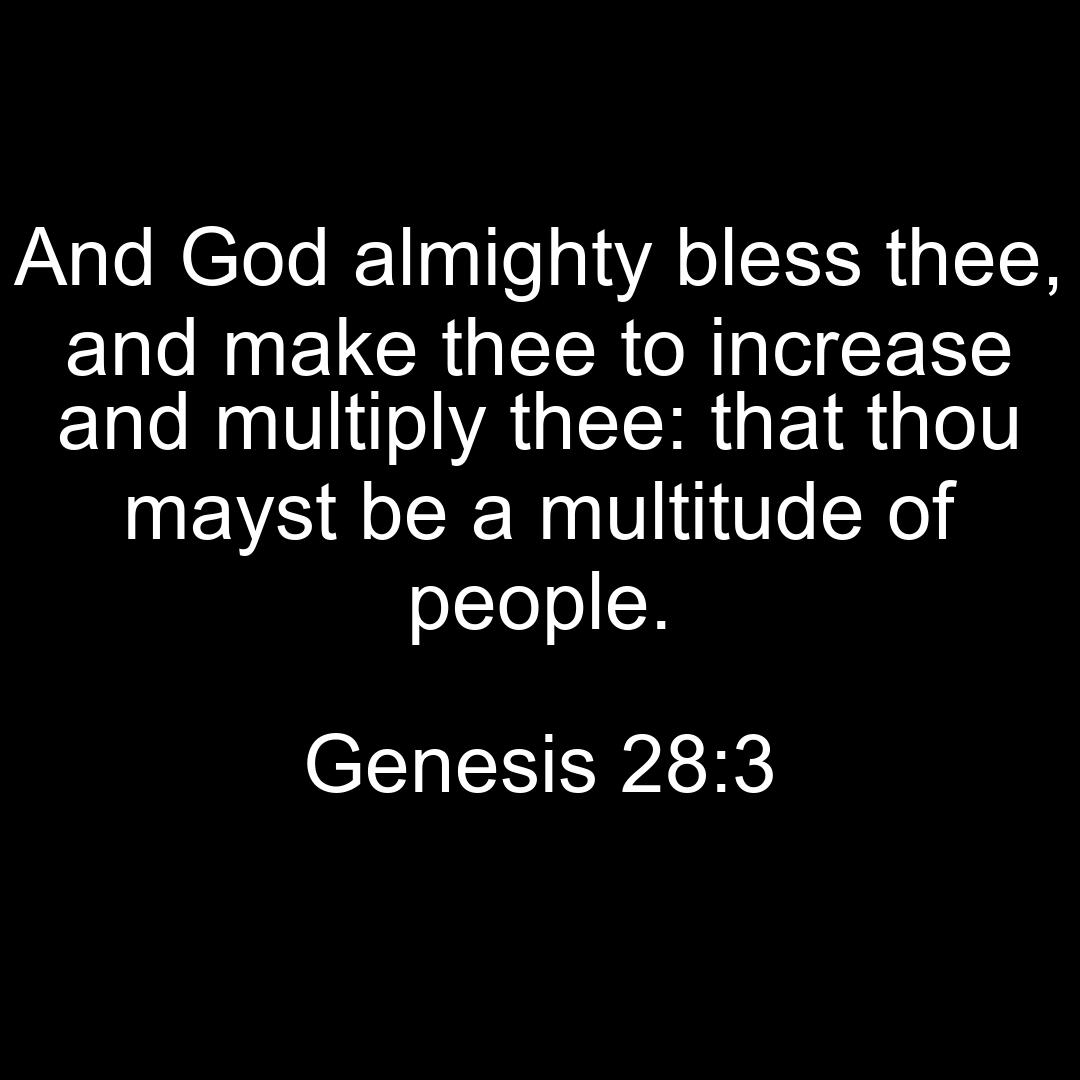 And God almighty bless thee,
and make thee to increase
and multiply thee: that thou
mayst be a multitude of
people.
Genesis 28:3